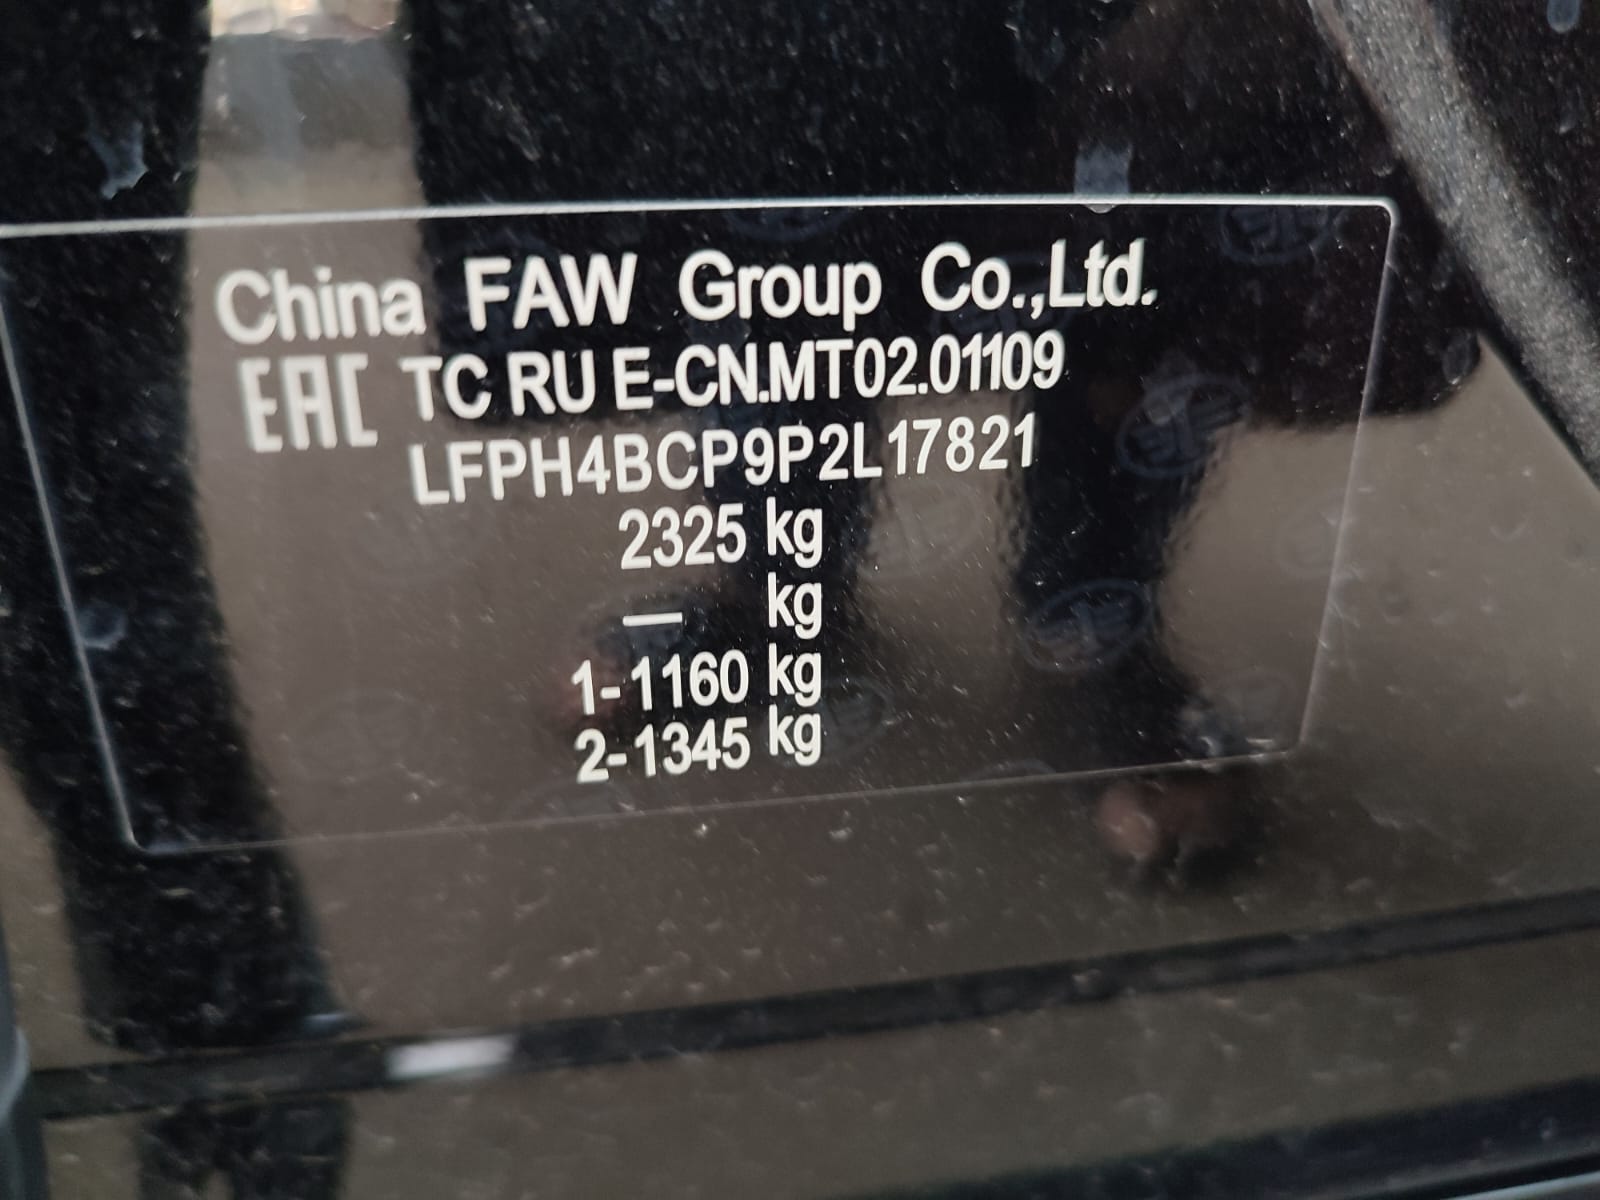 China FAW Group Co.,Ltd.
EAC TC RU E-CN.MT02.01109
LFPH4BCP9P2L17821
2325 kg
— kg
1-1160 kg
2-1345 kg